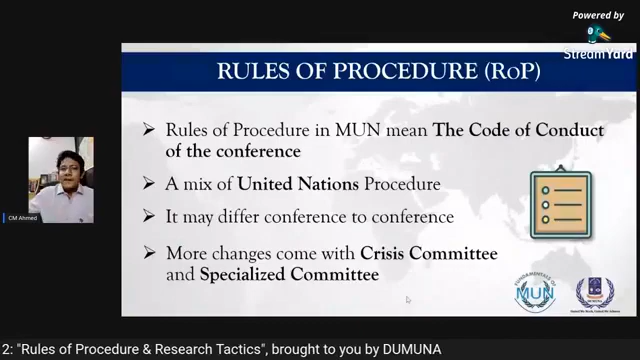 Powered by
StreamYard
RULES OF PROCEDURE (RoP)
➢ Rules of Procedure in MUN mean The Code of Conduct
of the conference
➢ A mix of United Nations Procedure
➢ It may differ conference to conference
➢ More changes come with Crisis Committee
and Specialized Committee
CM Ahmed
FUNDAMENTALS OF
MUN
2: "Rules of Procedure & Research Tactics", brought to you by DUMUNA